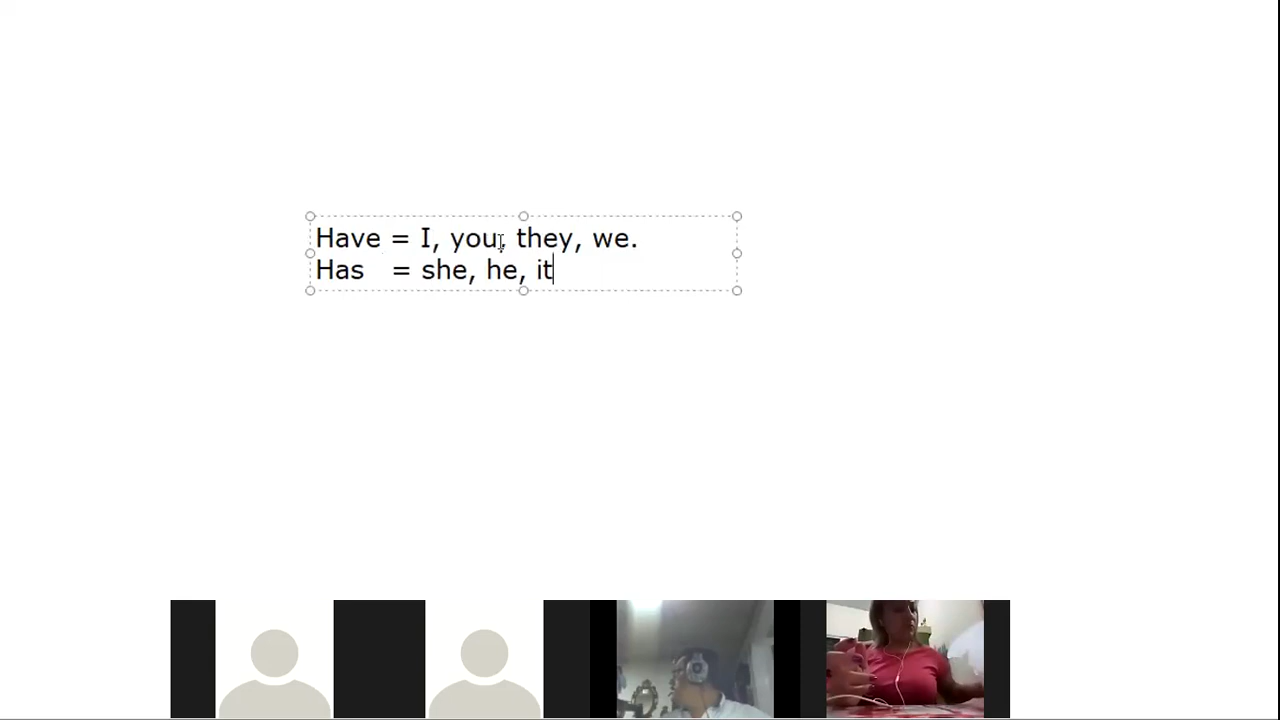 Have = I, you, they, we.
Has = she, he, it